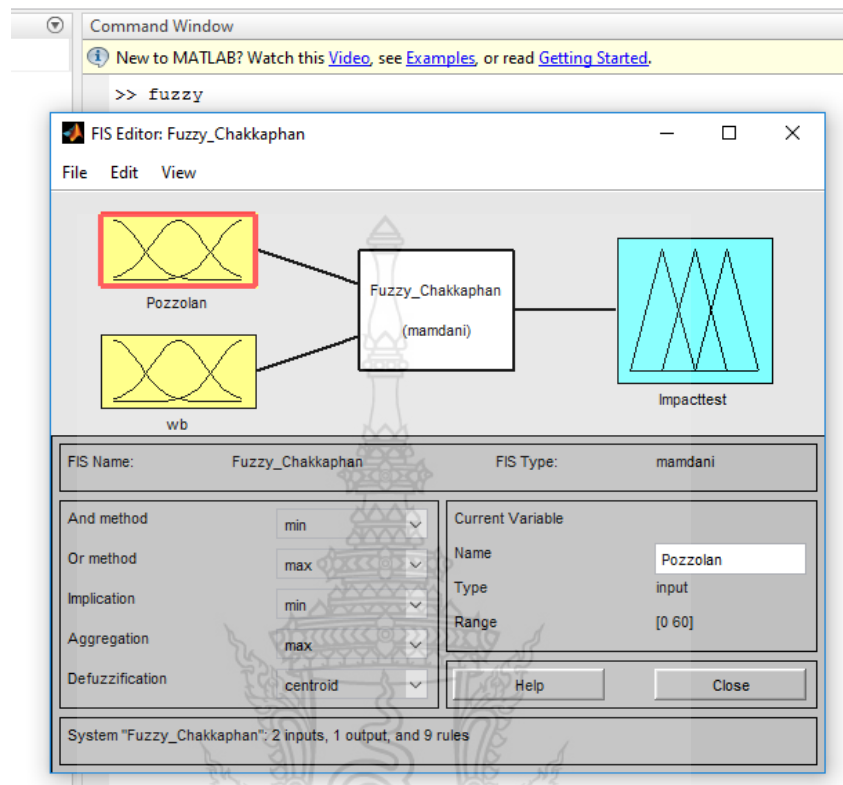 Command Window
New to MATLAB? Watch this Video, see Examples, or read Getting Started.
>> fuzzy
FIS Editor: Fuzzy_Chakkaphan
File Edit View
Pozzolan
wb
Fuzzy_Chakkaphan
(mamdani)
Impacttest
FIS Name: Fuzzy_Chakkaphan FIS Type: mamdani
And method min
Or method max
Implication min
Aggregation max
Defuzzification centroid
Current Variable
Name Pozzolan
Type input
Range [0 60]
Help Close
System "Fuzzy_Chakkaphan": 2 inputs, 1 output, and 9 rules